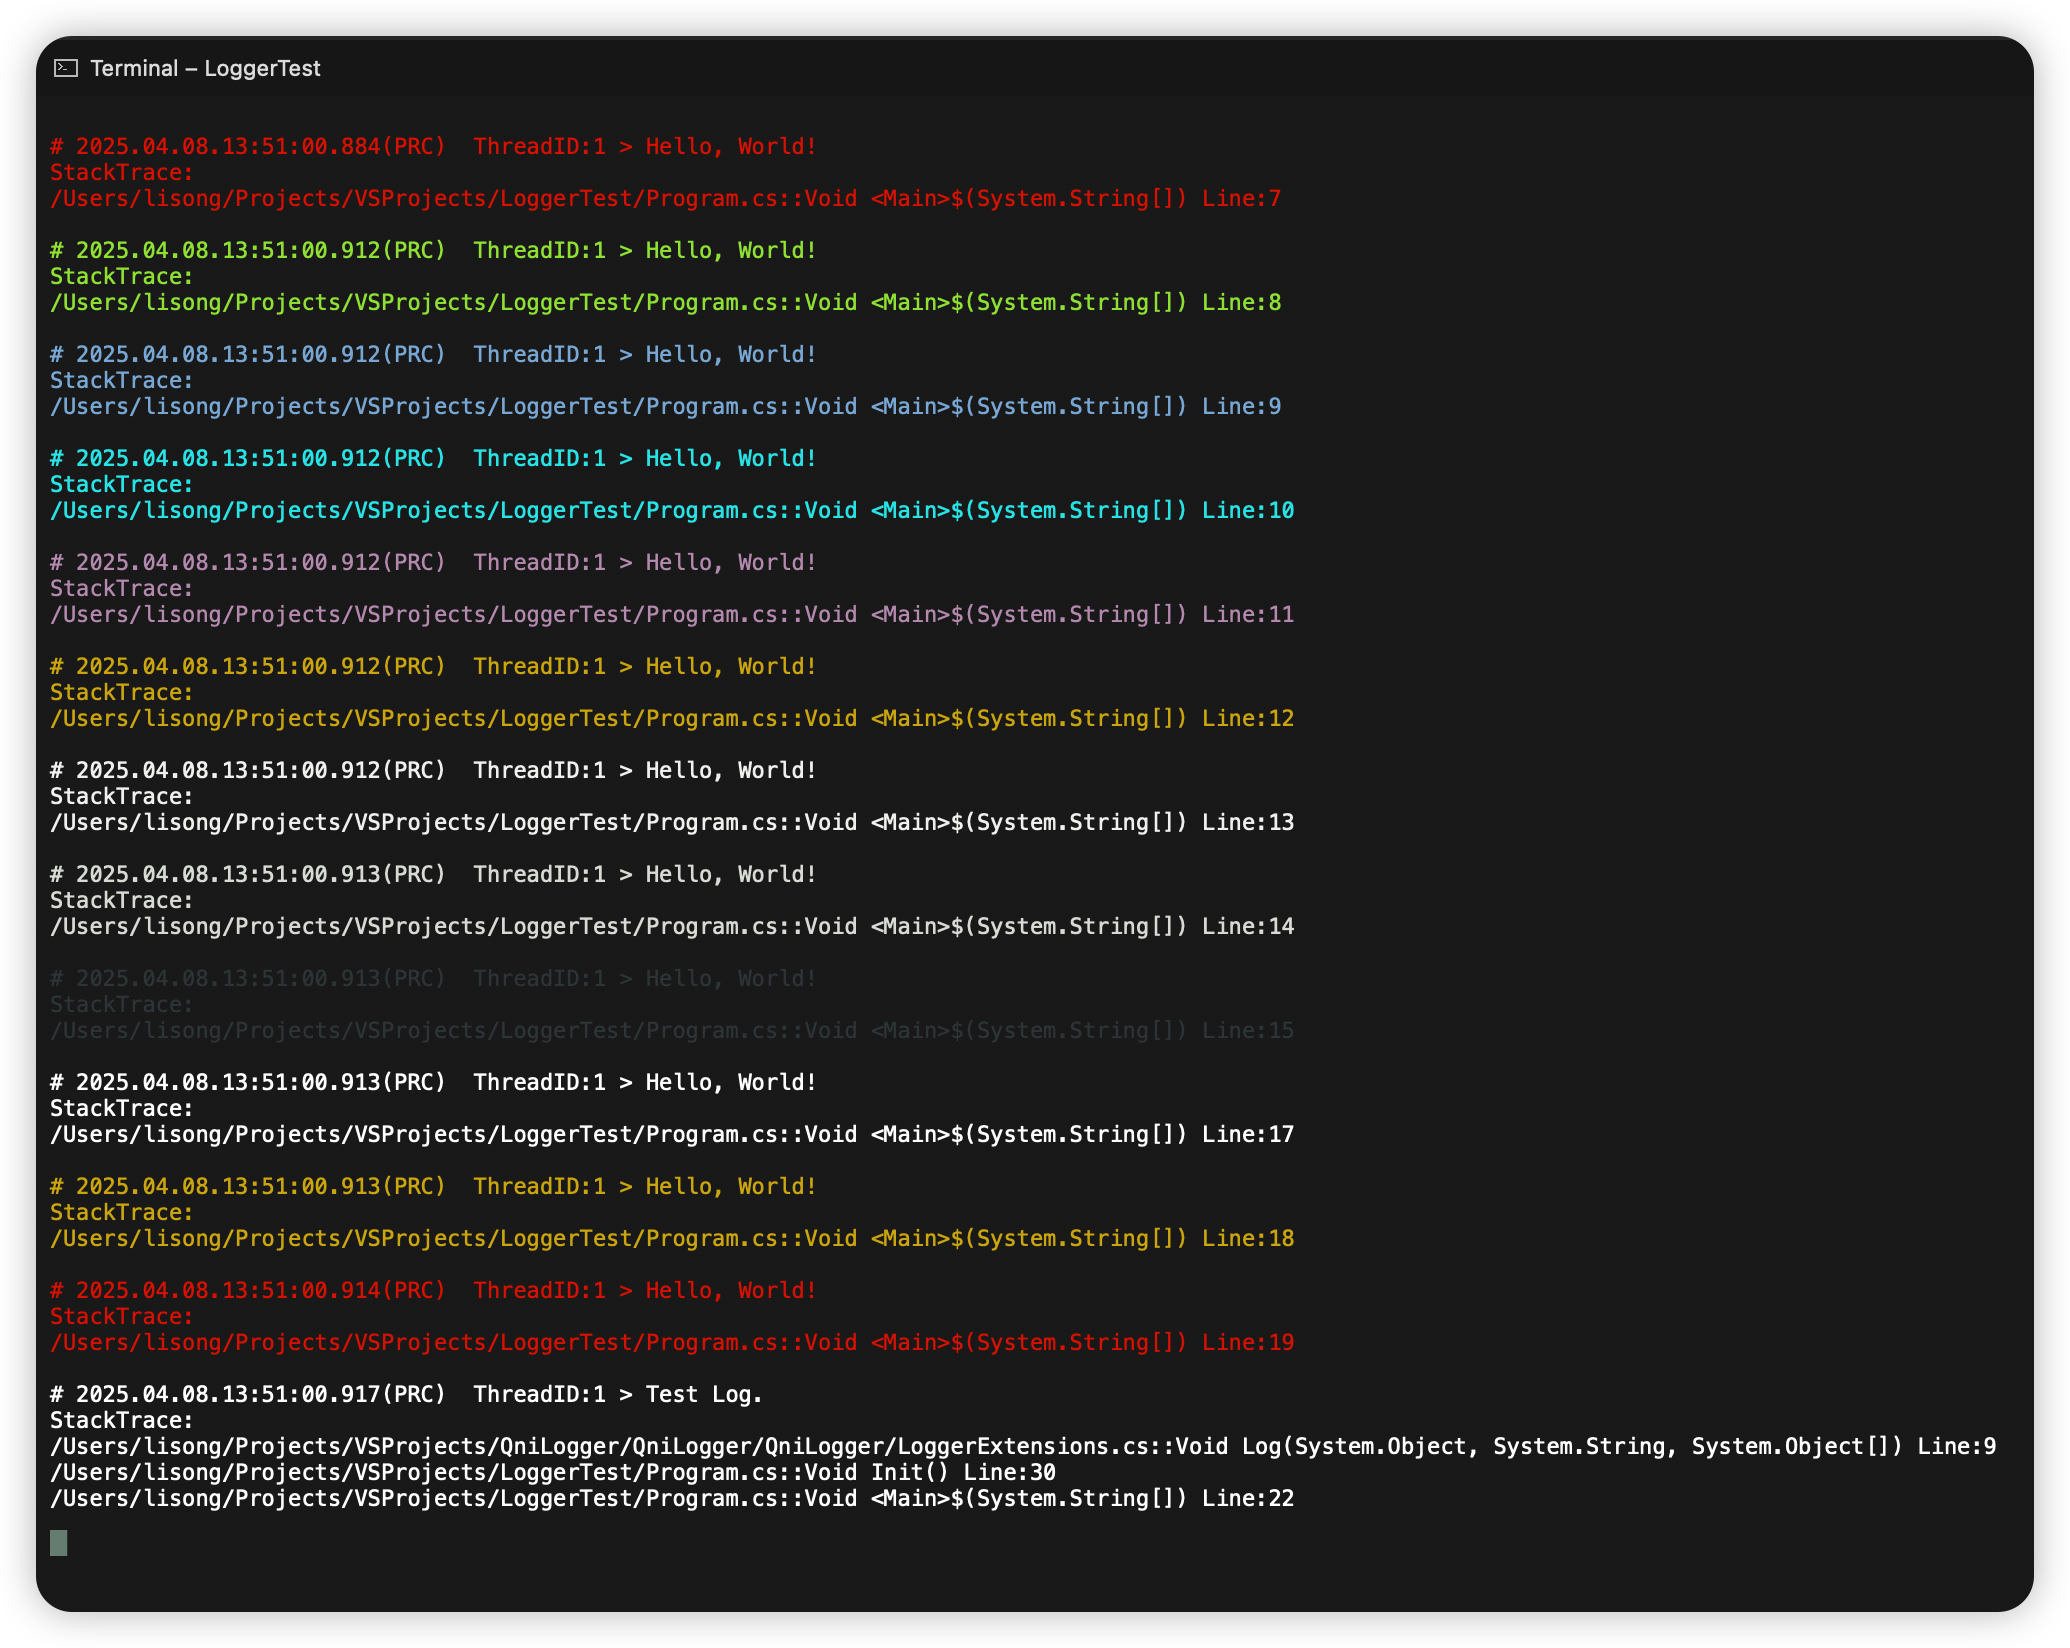 Terminal – LoggerTest
# 2025.04.08.13:51:00.884(PRC)  ThreadID:1 > Hello, World!
StackTrace:
/Users/lisong/Projects/VSProjects/LoggerTest/Program.cs::Void <Main>$(System.String[]) Line:7
# 2025.04.08.13:51:00.912(PRC)  ThreadID:1 > Hello, World!
StackTrace:
/Users/lisong/Projects/VSProjects/LoggerTest/Program.cs::Void <Main>$(System.String[]) Line:8
# 2025.04.08.13:51:00.912(PRC)  ThreadID:1 > Hello, World!
StackTrace:
/Users/lisong/Projects/VSProjects/LoggerTest/Program.cs::Void <Main>$(System.String[]) Line:9
# 2025.04.08.13:51:00.912(PRC)  ThreadID:1 > Hello, World!
StackTrace:
/Users/lisong/Projects/VSProjects/LoggerTest/Program.cs::Void <Main>$(System.String[]) Line:10
# 2025.04.08.13:51:00.912(PRC)  ThreadID:1 > Hello, World!
StackTrace:
/Users/lisong/Projects/VSProjects/LoggerTest/Program.cs::Void <Main>$(System.String[]) Line:11
# 2025.04.08.13:51:00.912(PRC)  ThreadID:1 > Hello, World!
StackTrace:
/Users/lisong/Projects/VSProjects/LoggerTest/Program.cs::Void <Main>$(System.String[]) Line:12
# 2025.04.08.13:51:00.912(PRC)  ThreadID:1 > Hello, World!
StackTrace:
/Users/lisong/Projects/VSProjects/LoggerTest/Program.cs::Void <Main>$(System.String[]) Line:13
# 2025.04.08.13:51:00.913(PRC)  ThreadID:1 > Hello, World!
StackTrace:
/Users/lisong/Projects/VSProjects/LoggerTest/Program.cs::Void <Main>$(System.String[]) Line:14
# 2025.04.08.13:51:00.913(PRC)  ThreadID:1 > Hello, World!
StackTrace:
/Users/lisong/Projects/VSProjects/LoggerTest/Program.cs::Void <Main>$(System.String[]) Line:15
# 2025.04.08.13:51:00.913(PRC)  ThreadID:1 > Hello, World!
StackTrace:
/Users/lisong/Projects/VSProjects/LoggerTest/Program.cs::Void <Main>$(System.String[]) Line:17
# 2025.04.08.13:51:00.913(PRC)  ThreadID:1 > Hello, World!
StackTrace:
/Users/lisong/Projects/VSProjects/LoggerTest/Program.cs::Void <Main>$(System.String[]) Line:18
# 2025.04.08.13:51:00.914(PRC)  ThreadID:1 > Hello, World!
StackTrace:
/Users/lisong/Projects/VSProjects/LoggerTest/Program.cs::Void <Main>$(System.String[]) Line:19
# 2025.04.08.13:51:00.917(PRC)  ThreadID:1 > Test Log.
StackTrace:
/Users/lisong/Projects/VSProjects/QniLogger/QniLogger/QniLogger/LoggerExtensions.cs::Void Log(System.Object, System.String, System.Object[]) Line:9
/Users/lisong/Projects/VSProjects/LoggerTest/Program.cs::Void Init() Line:30
/Users/lisong/Projects/VSProjects/LoggerTest/Program.cs::Void <Main>$(System.String[]) Line:22